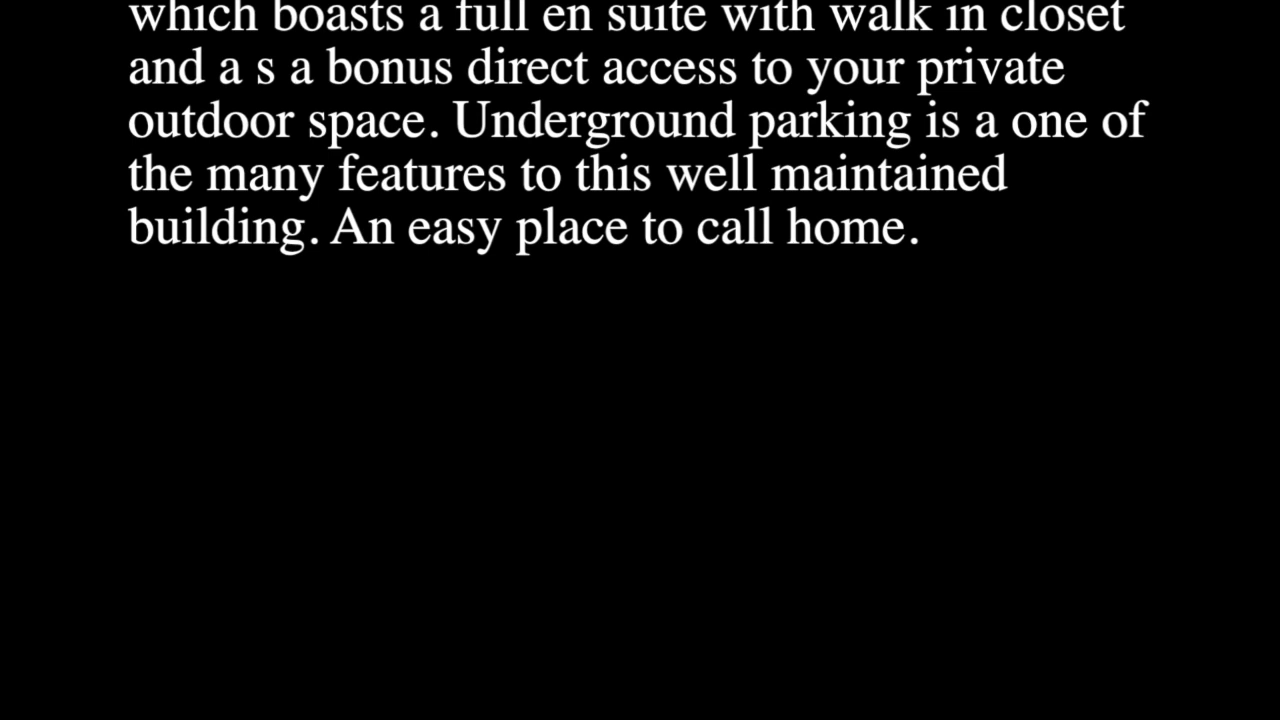 which boasts a full en suite with walk in closet
and a s a bonus direct access to your private
outdoor space. Underground parking is a one of
the many features to this well maintained
building. An easy place to call home.